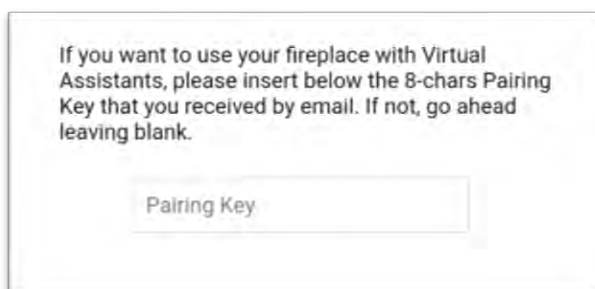 If you want to use your fireplace with Virtual
Assistants, please insert below the 8-chars Pairing
Key that you received by email. If not, go ahead
leaving blank.
Pairing Key